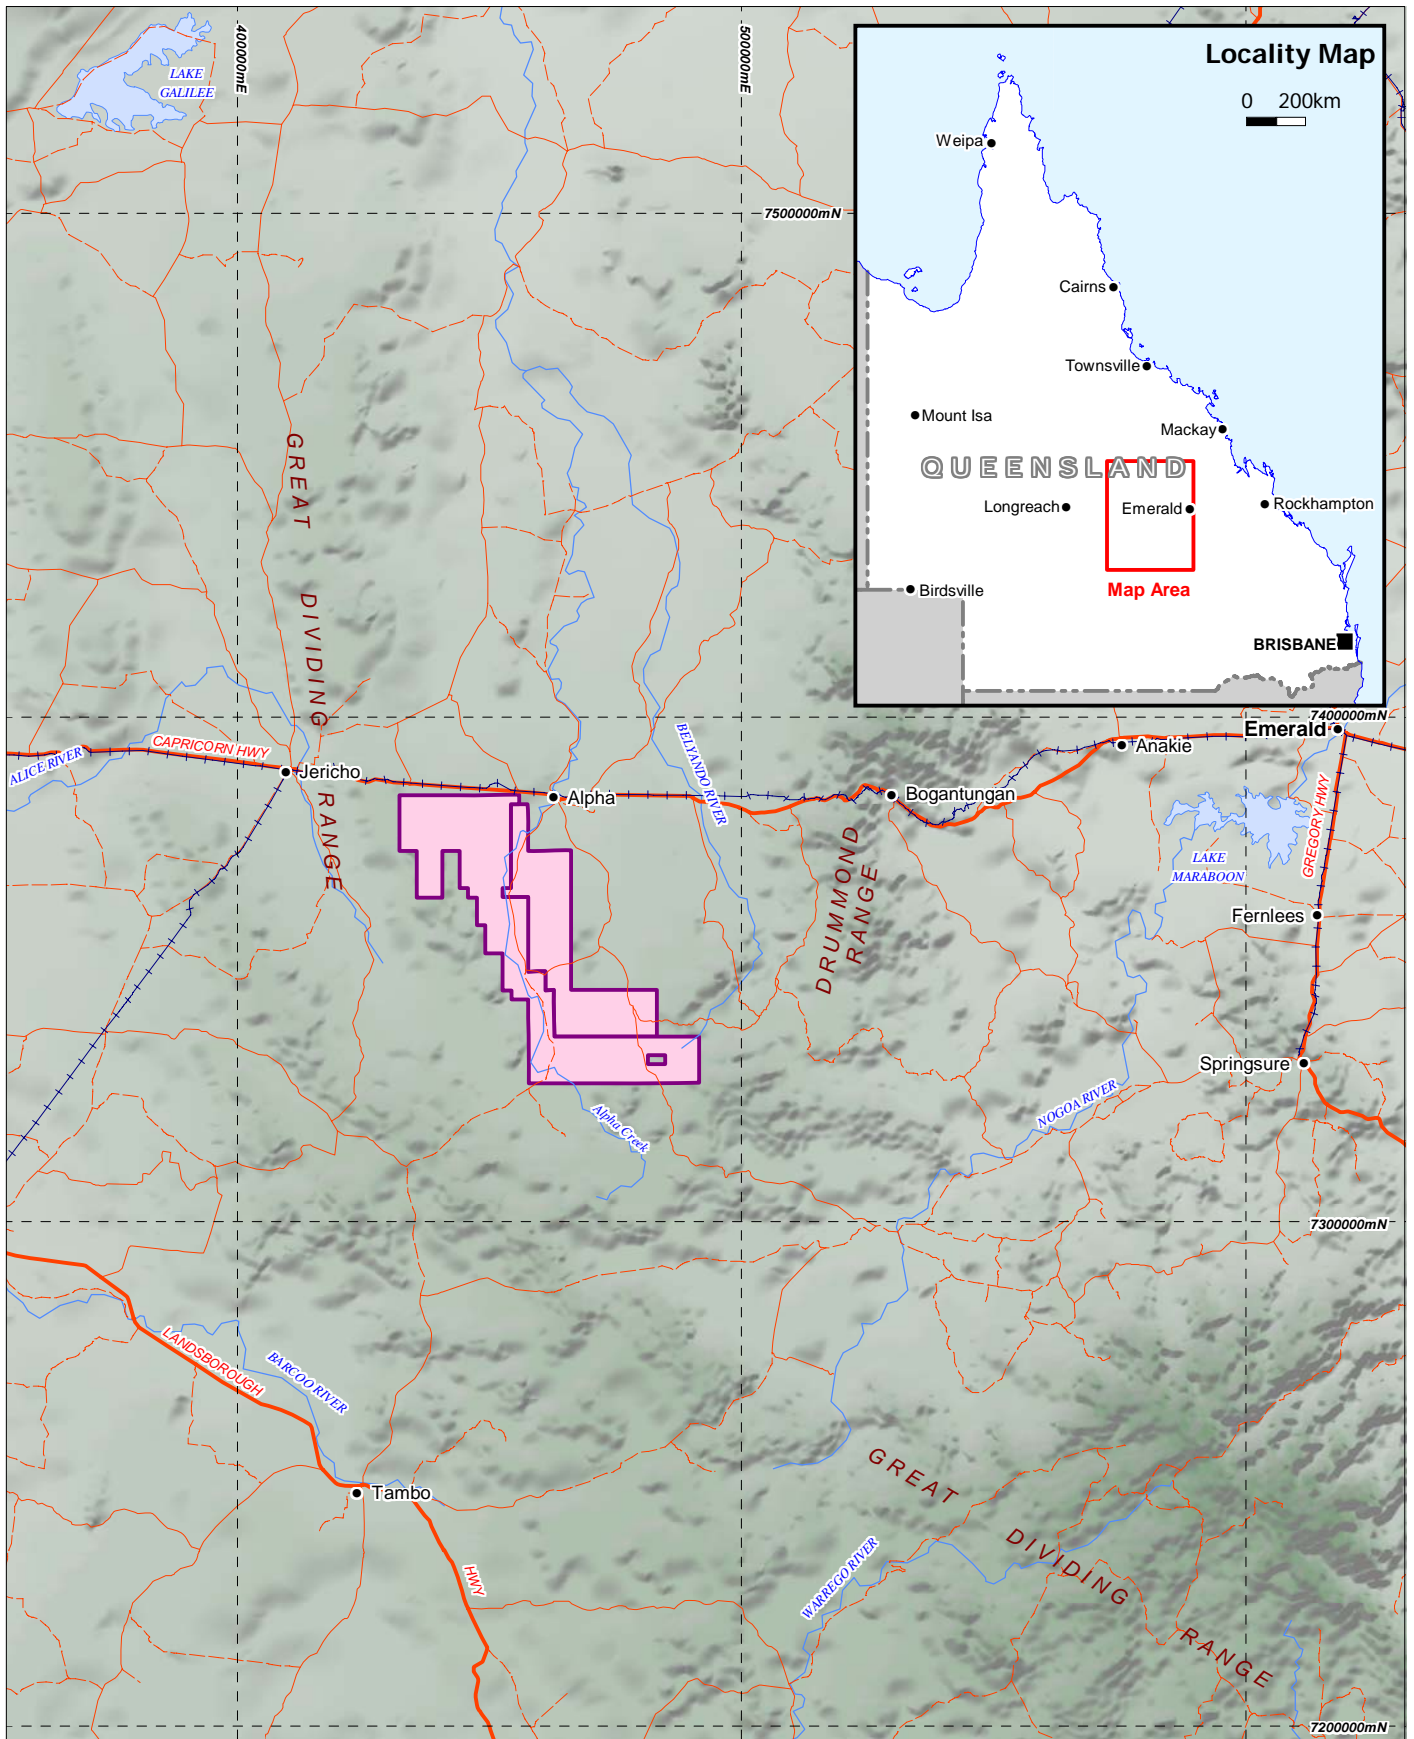 LAKE
GALILEE
400000mE
500000mE
Locality Map
0 200km
Weipa
7500000mN
Cairns
Townsville
Mount Isa
Mackay
QUEENSLAND
Longreach
Emerald
Rockhampton
Birdsville
Map Area
BRISBANE
GREAT
DIVIDING
RANGE
7400000mN
Emerald
CAPRICORN HWY
ALICE RIVER
Jericho
BELYANDO RIVER
Anakie
Alpha
Bogantungan
GREGORY HWY
DRUMMOND
RANGE
LAKE
MARABOON
Fernlees
Springsure
NOGOA RIVER
Alpha Creek
7300000mN
LANDSBOROUGH
BARCOO RIVER
Tambo
HWY
GREAT
DIVIDING
RANGE
WARREGO RIVER
7200000mN